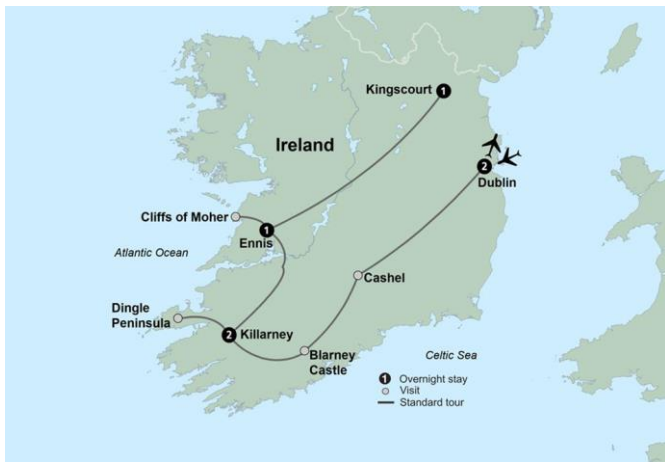 Kingscourt 1
Ireland
2
Dublin
Cliffs of Moher
1
Ennis
Atlantic Ocean
Cashel
Dingle
Peninsula
2 Killarney
Blarney
Castle
Celtic Sea
1 Overnight stay
Visit
Standard tour